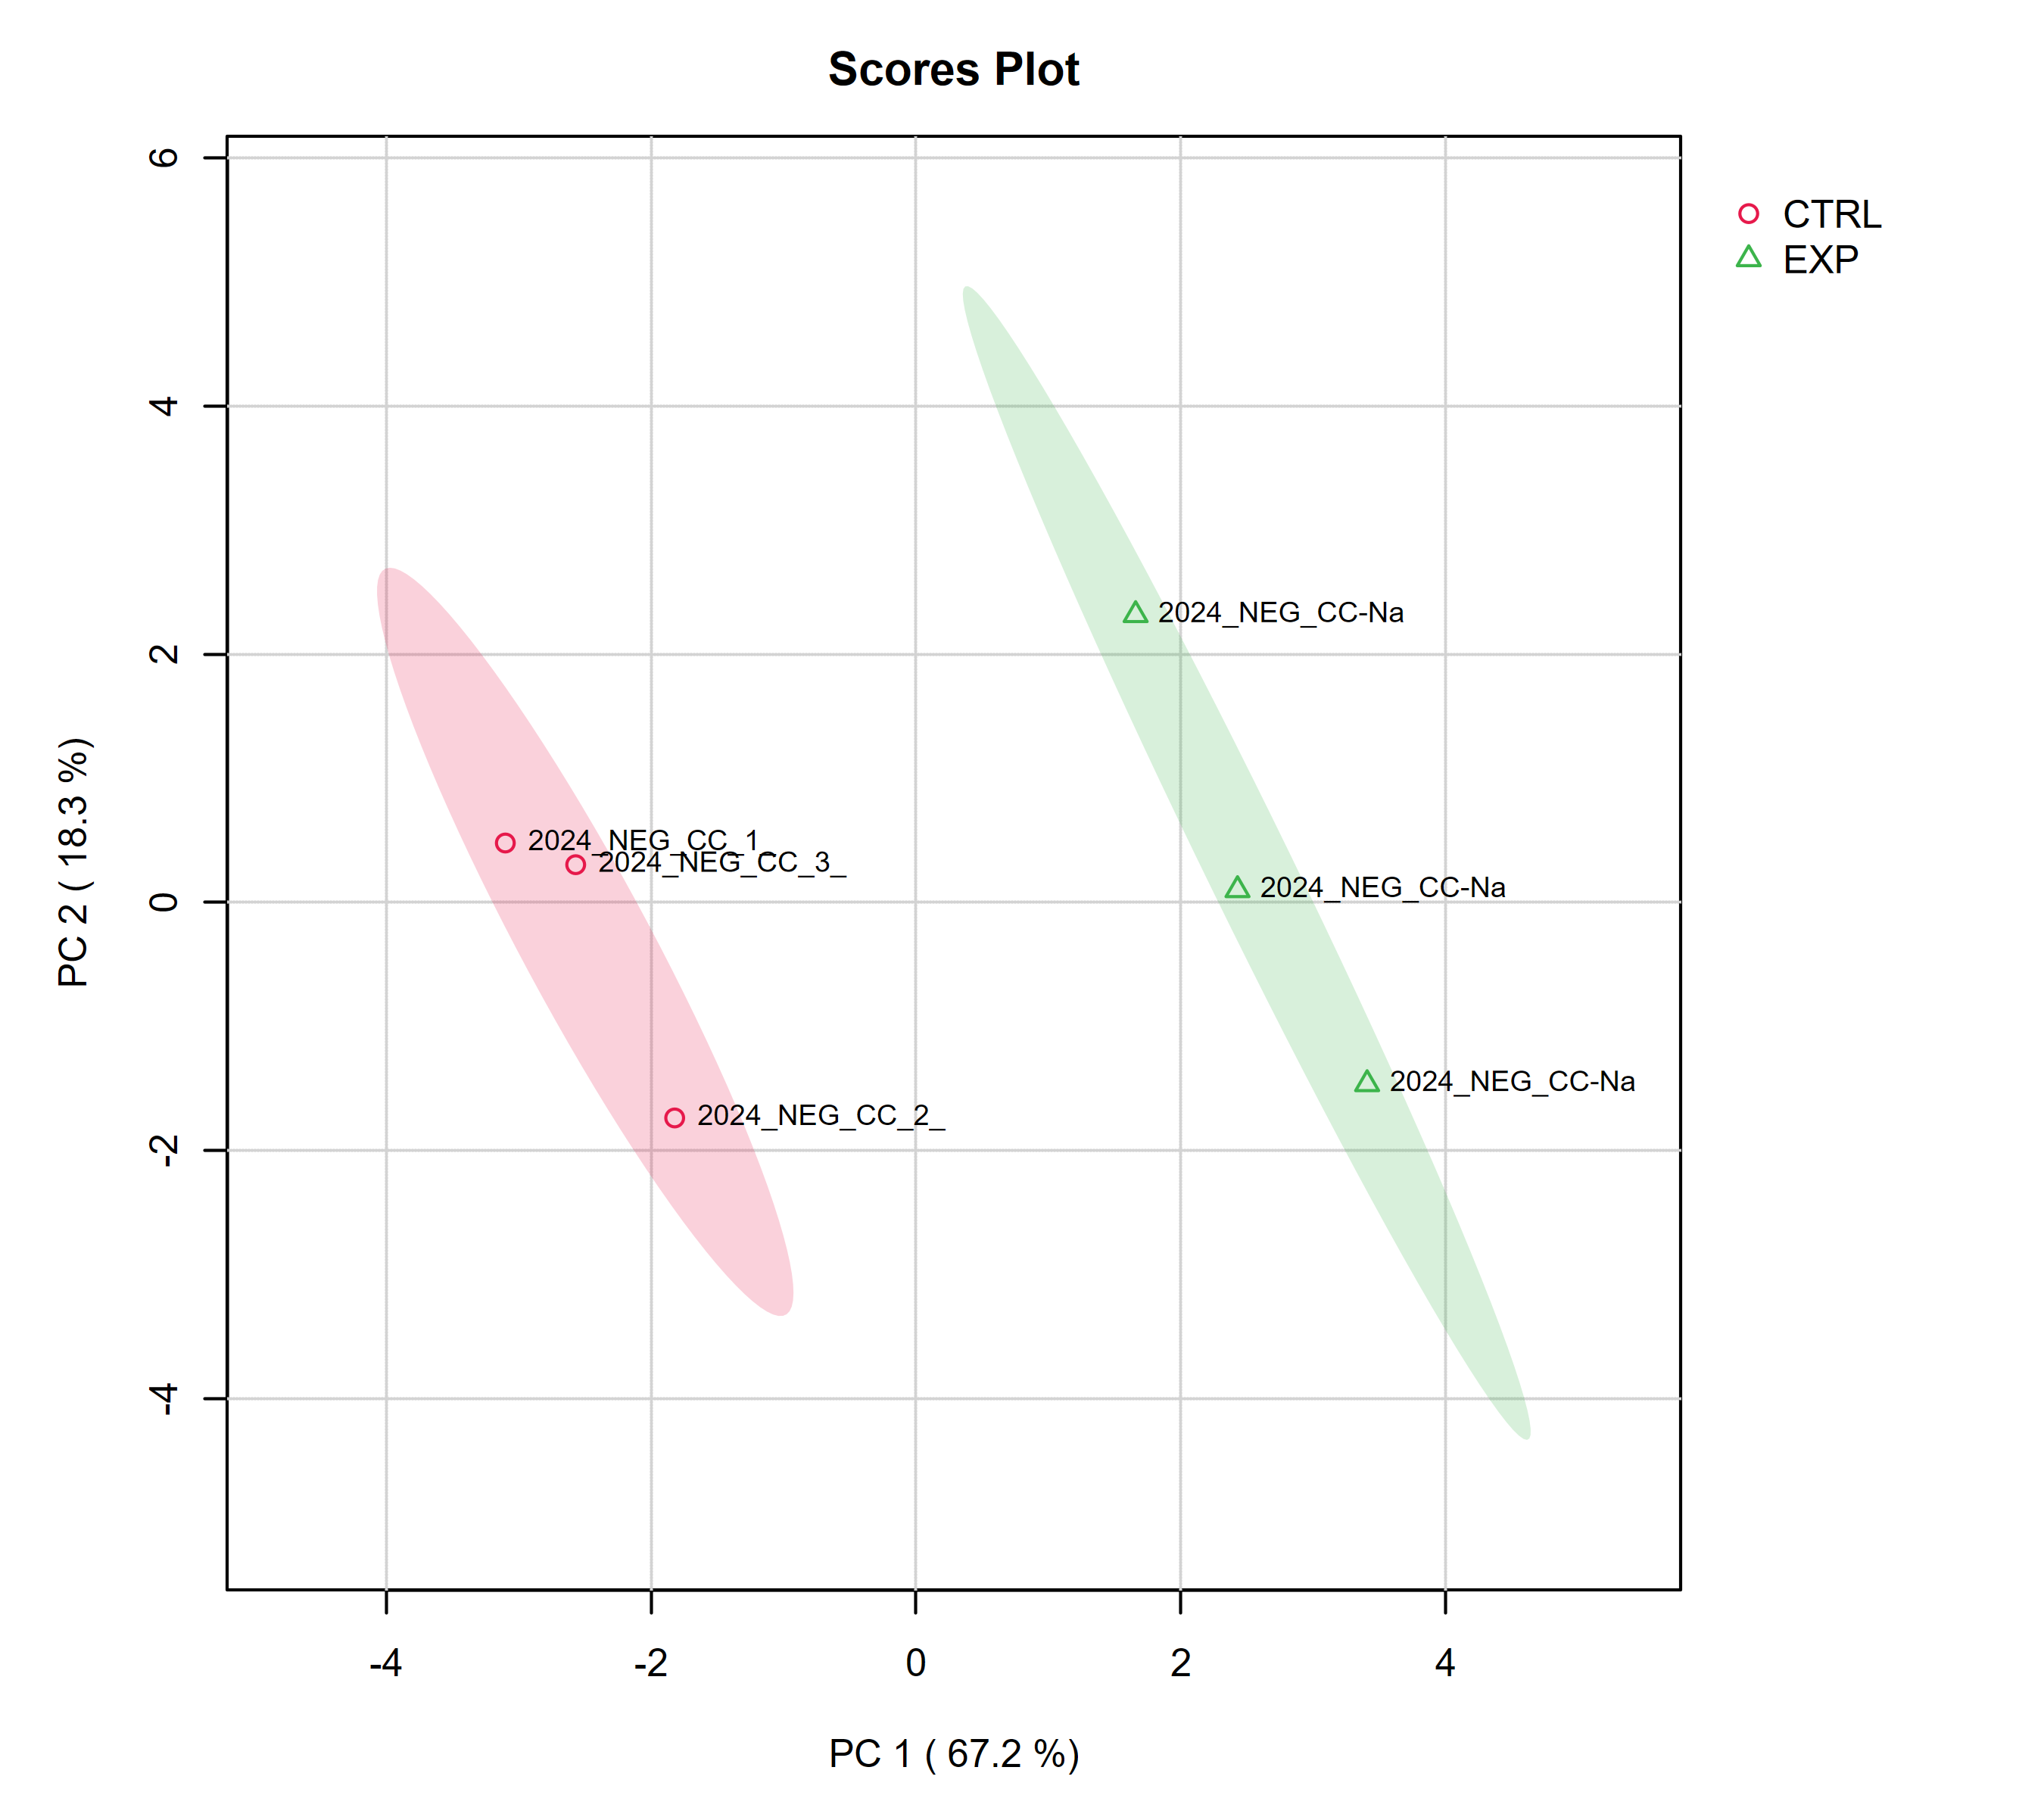 Scores Plot
CTRL
EXP
6
4
2
0
-2
-4
PC 2 ( 18.3 %)
2024_NEG_CC-Na
2024_NEG_CC_1_
2024_NEG_CC_3_
2024_NEG_CC-Na
2024_NEG_CC-Na
2024_NEG_CC_2_
-4 -2 0 2 4
PC 1 ( 67.2 %)